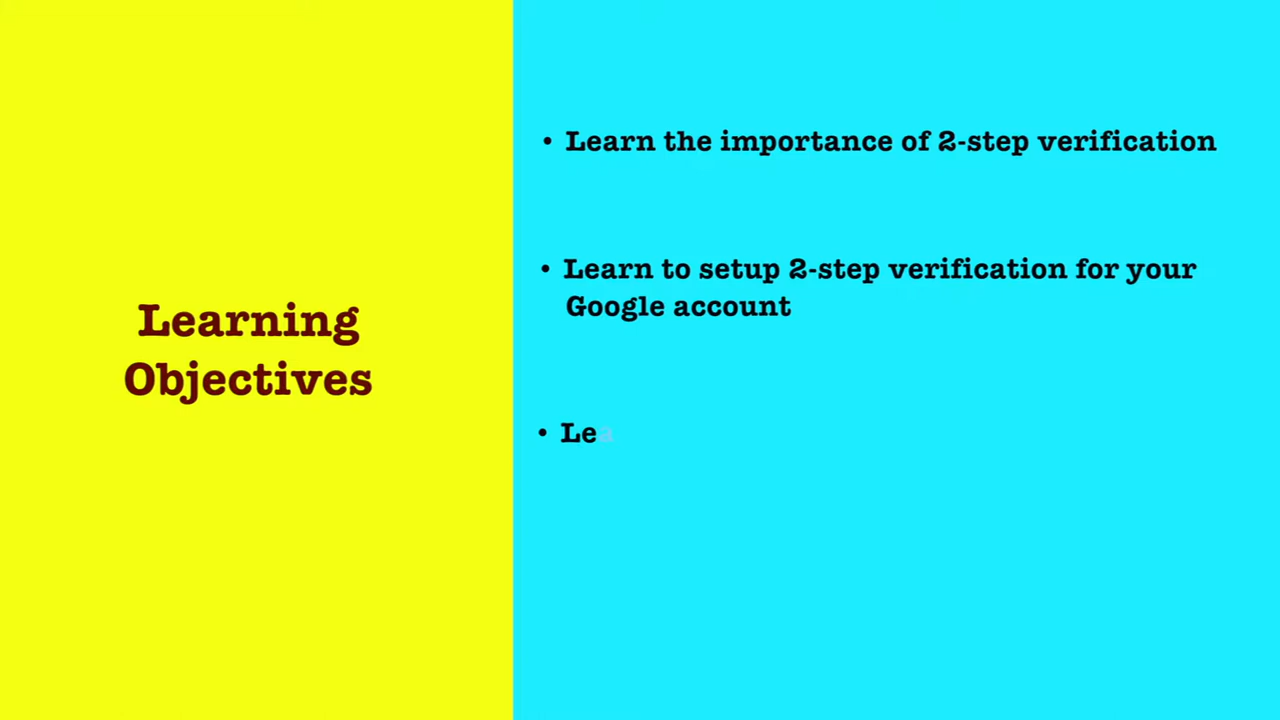 Learning
Objectives
• Learn the importance of 2-step verification
• Learn to setup 2-step verification for your
Google account
• Lea